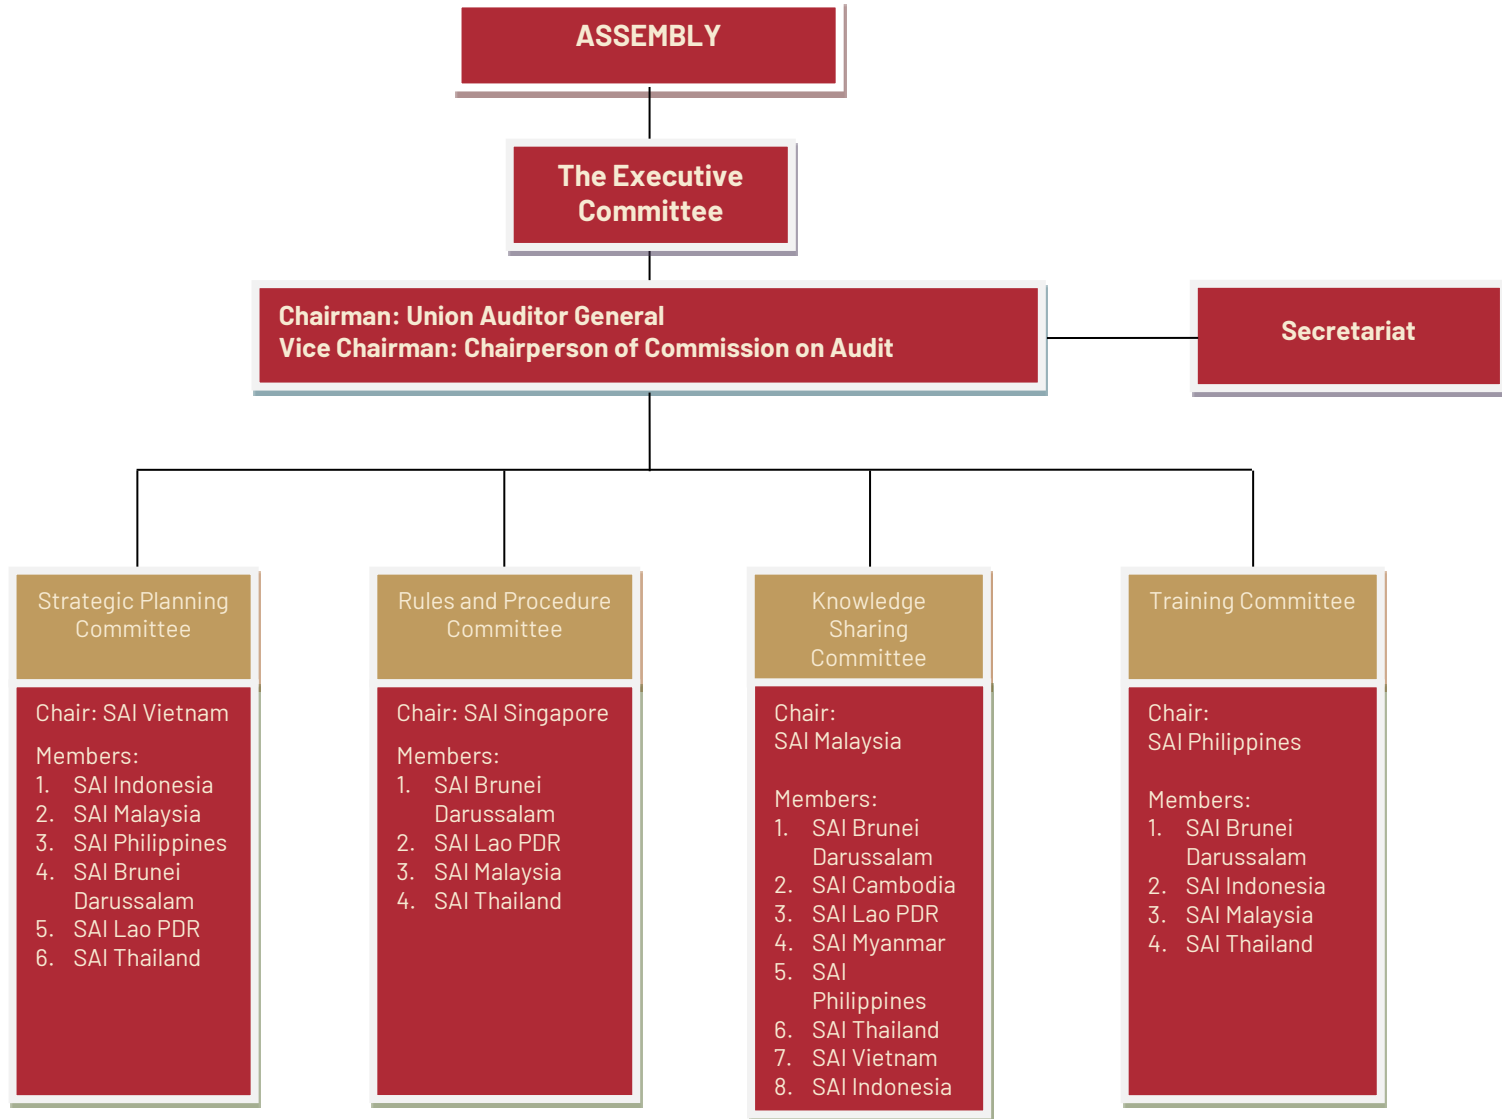 ASSEMBLY
The Executive
Committee
Chairman: Union Auditor General
Vice Chairman: Chairperson of Commission on Audit
Secretariat
Strategic Planning
Committee
Chair: SAI Vietnam
Members:
1. SAI Indonesia
2. SAI Malaysia
3. SAI Philippines
4. SAI Brunei
Darussalam
5. SAI Lao PDR
6. SAI Thailand
Rules and Procedure
Committee
Chair: SAI Singapore
Members:
1. SAI Brunei
Darussalam
2. SAI Lao PDR
3. SAI Malaysia
4. SAI Thailand
Knowledge
Sharing
Committee
Chair:
SAI Malaysia
Members:
1. SAI Brunei
Darussalam
2. SAI Cambodia
3. SAI Lao PDR
4. SAI Myanmar
5. SAI
Philippines
6. SAI Thailand
7. SAI Vietnam
8. SAI Indonesia
Training Committee
Chair:
SAI Philippines
Members:
1. SAI Brunei
Darussalam
2. SAI Indonesia
3. SAI Malaysia
4. SAI Thailand